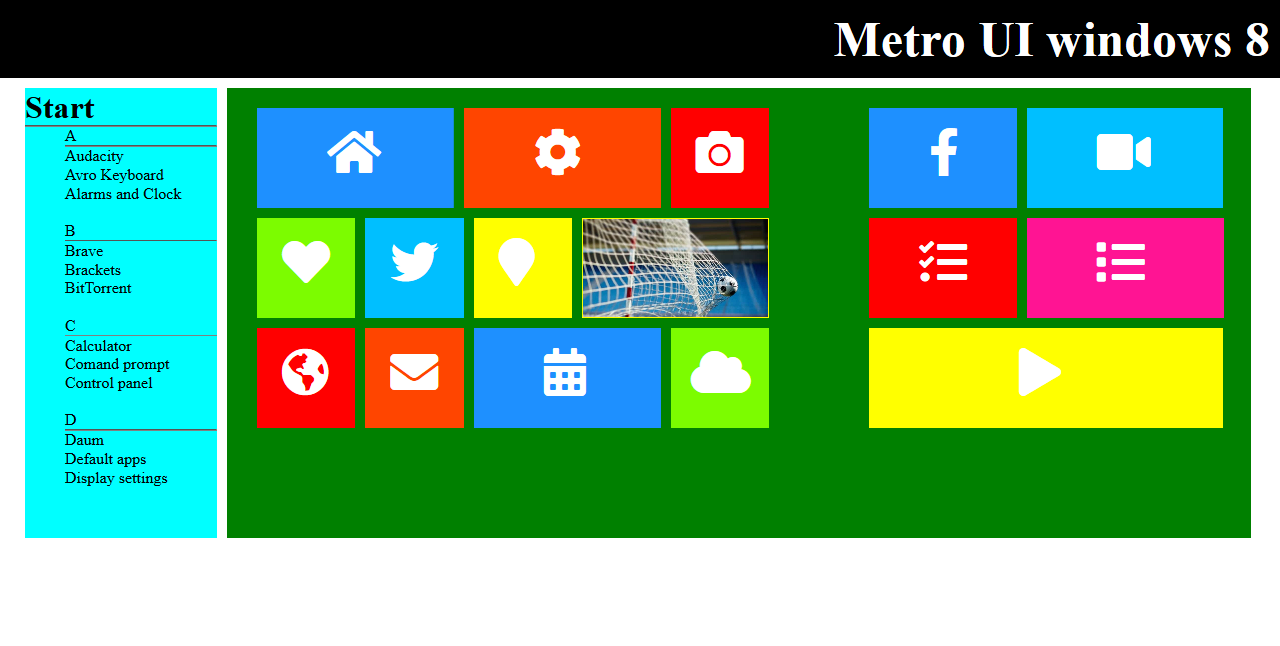 Metro UI windows 8
Start
A
Audacity
Avro Keyboard
Alarms and Clock
B
Brave
Brackets
BitTorrent
C
Calculator
Comand prompt
Control panel
D
Daum
Default apps
Display settings